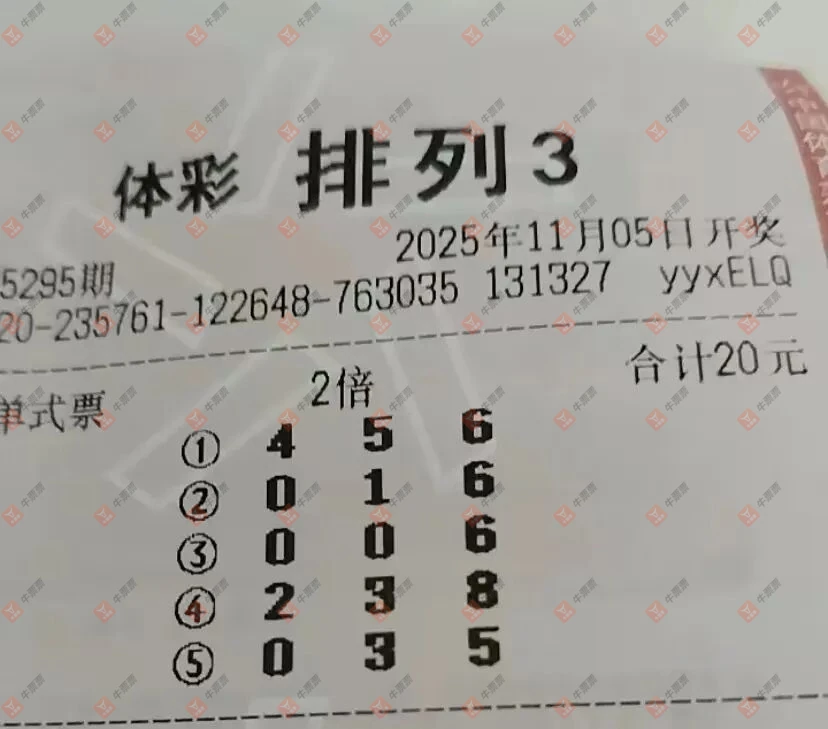 体彩 排列3
2025年11月05日开奖
5295期
20-235761-122648-763035 131327 yyxELQ
单式票 2倍 合计20元
① 4 5 6
② 0 1 6
③ 0 0 6
④ 2 3 8
⑤ 0 3 5